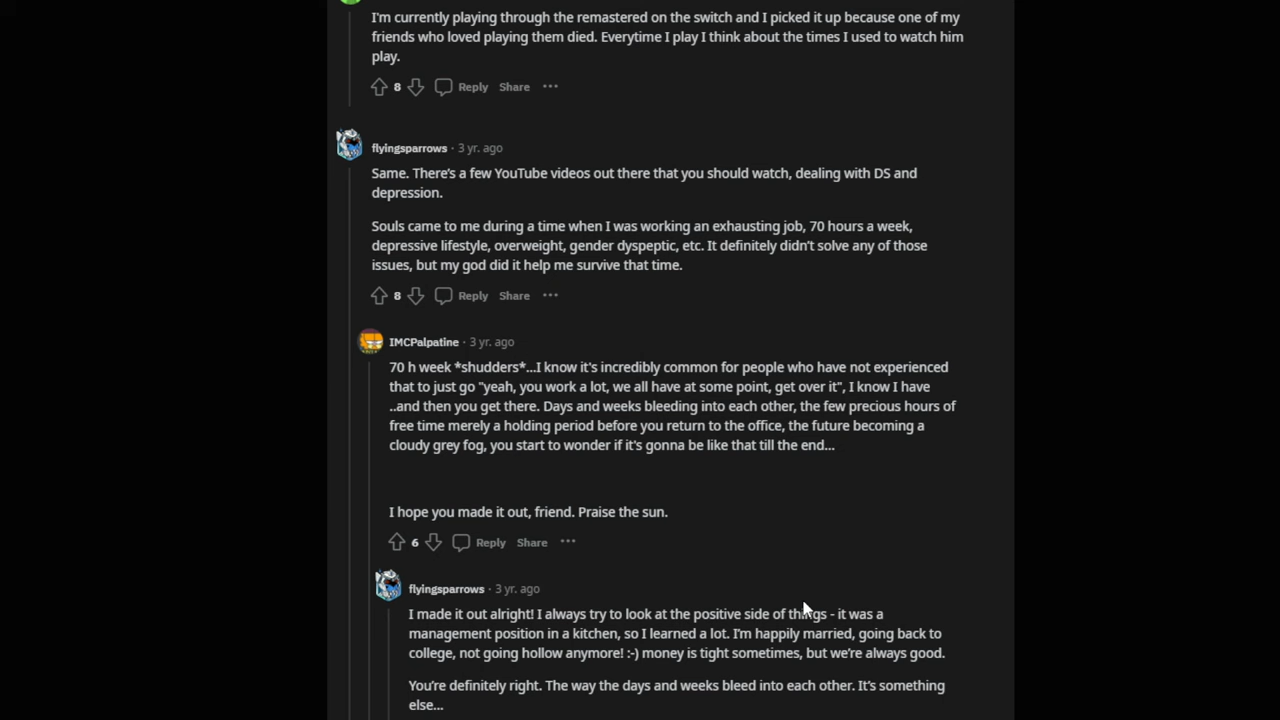 I'm currently playing through the remastered on the switch and I picked it up because one of my
friends who loved playing them died. Everytime I play I think about the times I used to watch him
play.
8 Reply Share ···
flyingsparrows · 3 yr. ago
Same. There's a few YouTube videos out there that you should watch, dealing with DS and
depression.
Souls came to me during a time when I was working an exhausting job, 70 hours a week,
depressive lifestyle, overweight, gender dyspeptic, etc. It definitely didn't solve any of those
issues, but my god did it help me survive that time.
8 Reply Share ···
IMCPalpatine · 3 yr. ago
70 h week *shudders*...I know it's incredibly common for people who have not experienced
that to just go "yeah, you work a lot, we all have at some point, get over it", I know I have
..and then you get there. Days and weeks bleeding into each other, the few precious hours of
free time merely a holding period before you return to the office, the future becoming a
cloudy grey fog, you start to wonder if it's gonna be like that till the end...
I hope you made it out, friend. Praise the sun.
6 Reply Share ···
flyingsparrows · 3 yr. ago
I made it out alright! I always try to look at the positive side of things - it was a
management position in a kitchen, so I learned a lot. I'm happily married, going back to
college, not going hollow anymore! :-) money is tight sometimes, but we're always good.
You're definitely right. The way the days and weeks bleed into each other. It's something
else...